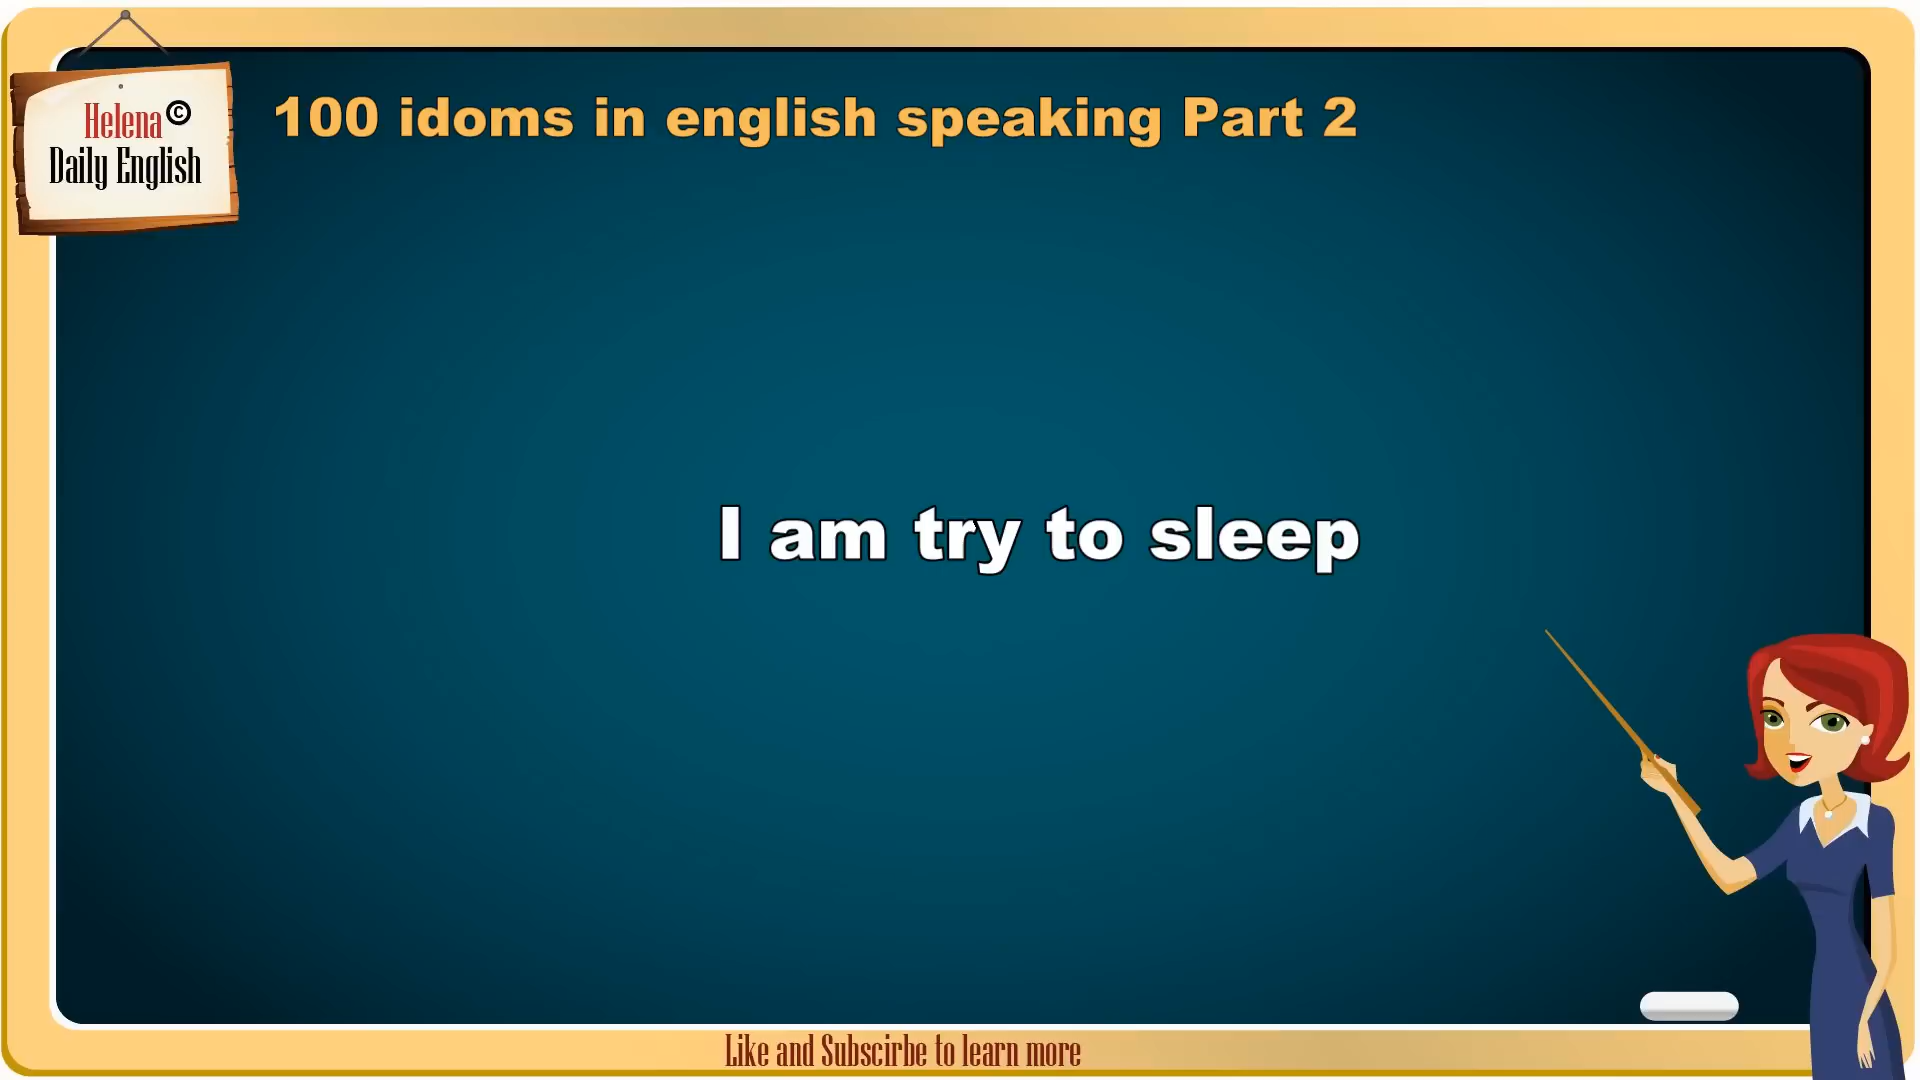 Helena ©
Daily English
100 idoms in english speaking Part 2
I am try to sleep
Like and Subscirbe to learn more